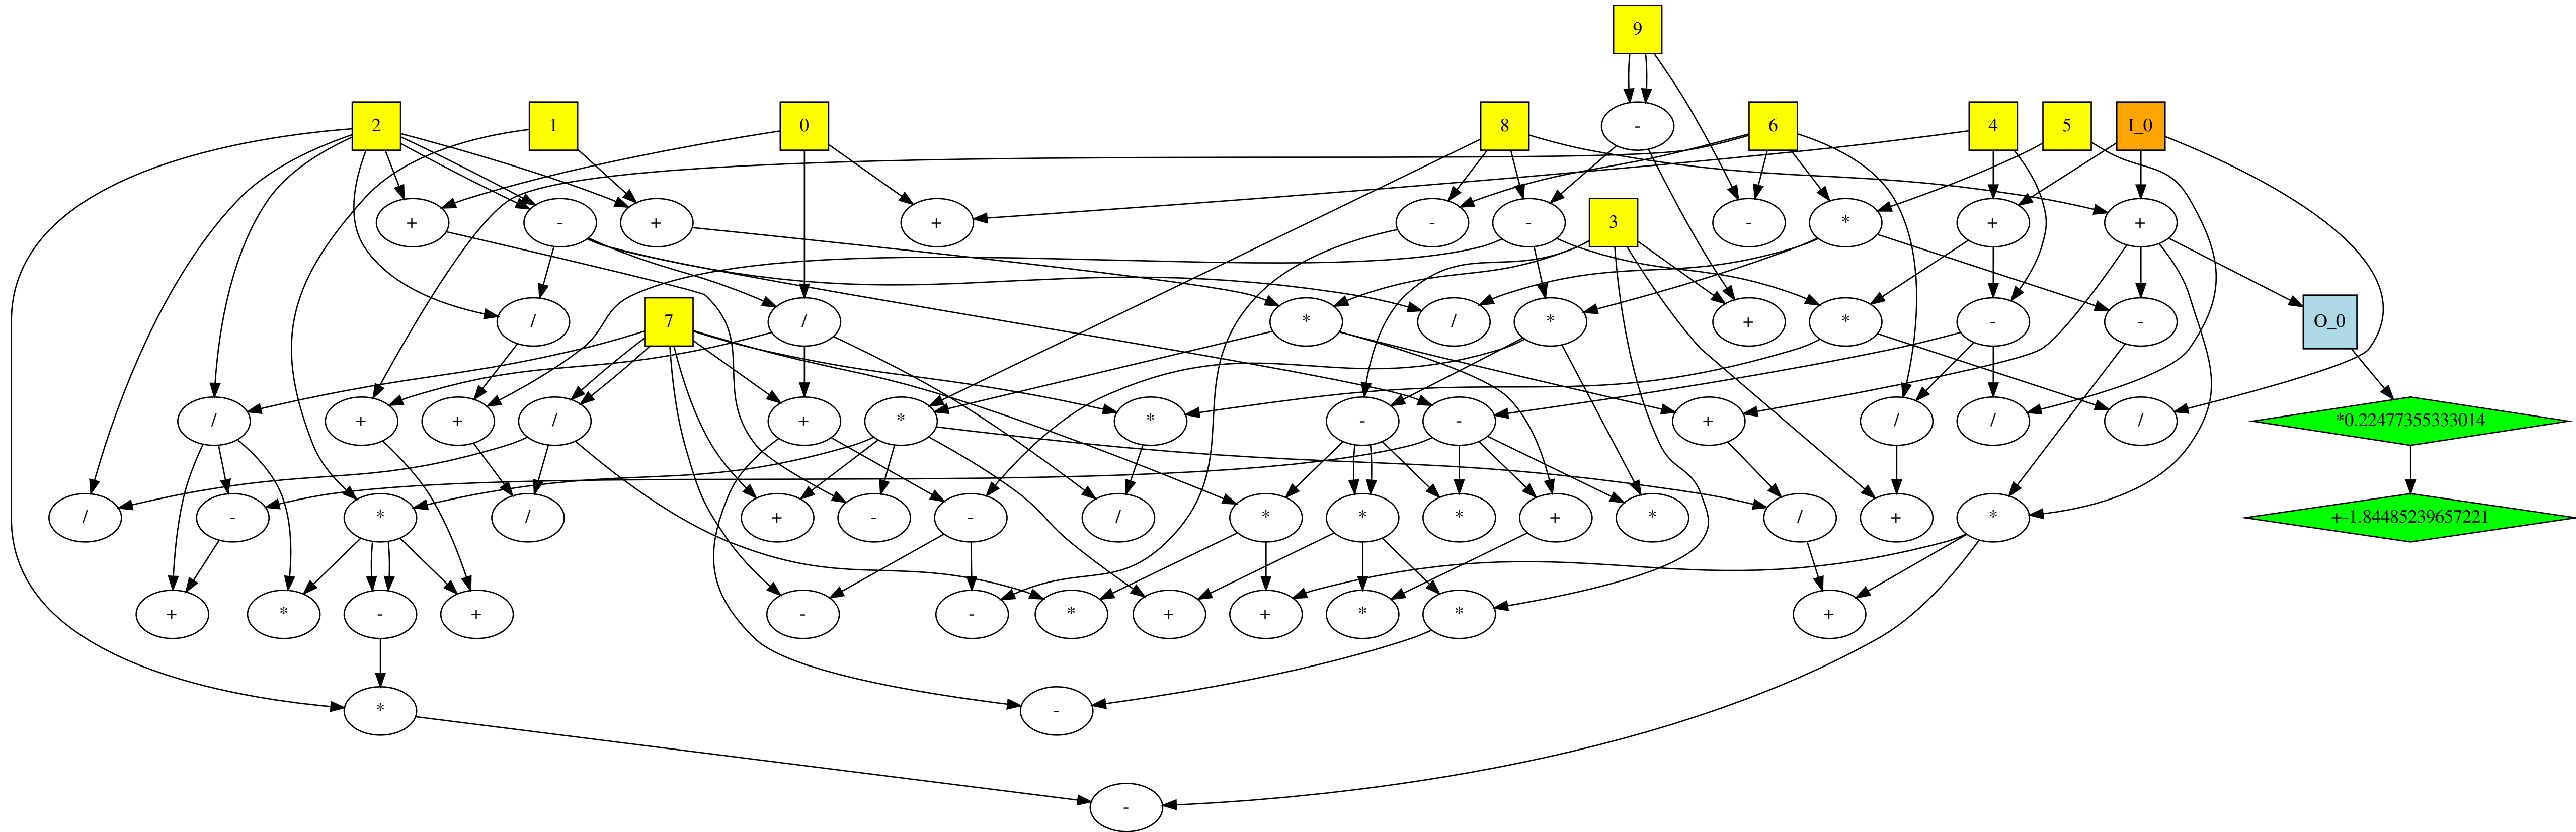 9
2 1 0 8 - 6 4 5 I_0
+ - + + - - 3 - * + +
/ 7 / * / * + * - - O_0
/ + + / + * * - - + / / / *0.22477355333014
/ - * / + - - / * * * + * / + * +-1.84485239657221
+ * - + - - * + + * * +
* -
-